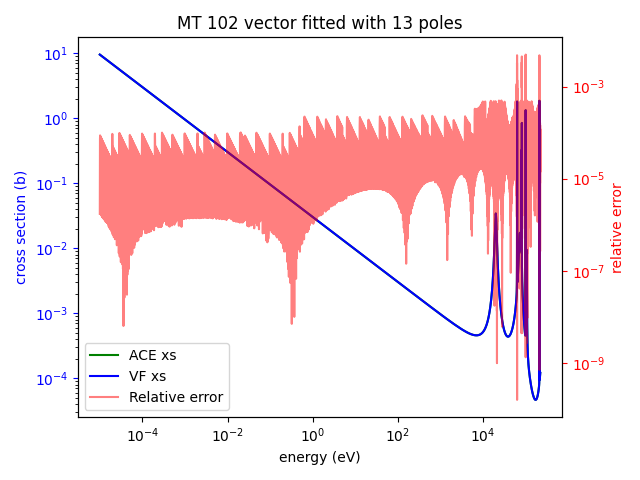 MT 102 vector fitted with 13 poles
cross section (b)
10^1
10^0
10^-1
10^-2
10^-3
10^-4
10^-3
10^-5
10^-7
10^-9
relative error
ACE xs
VF xs
Relative error
10^-4 10^-2 10^0 10^2 10^4
energy (eV)